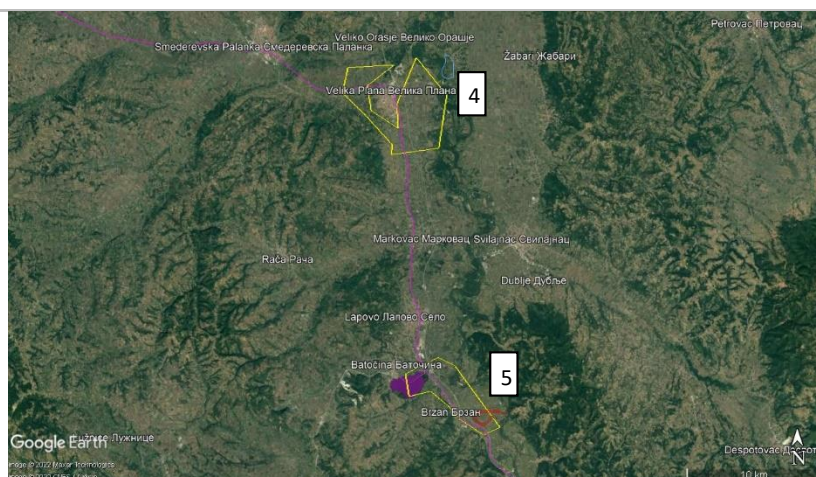 Petrovac Петровац
Veliko Orasje Велико Орашје
Smederevska Palanka Смедеревска Паланка
Žabari Жабари
Velika Plana Велика Плана
4
Markovac Марковац Svilajnac Свилајнац
Rača Рача
Dublje Дубље
Lapovo Лапово Село
Batočina Баточина
5
Bržan Брзан
Google Earth
Лужнице
Despotovac
N
10 km